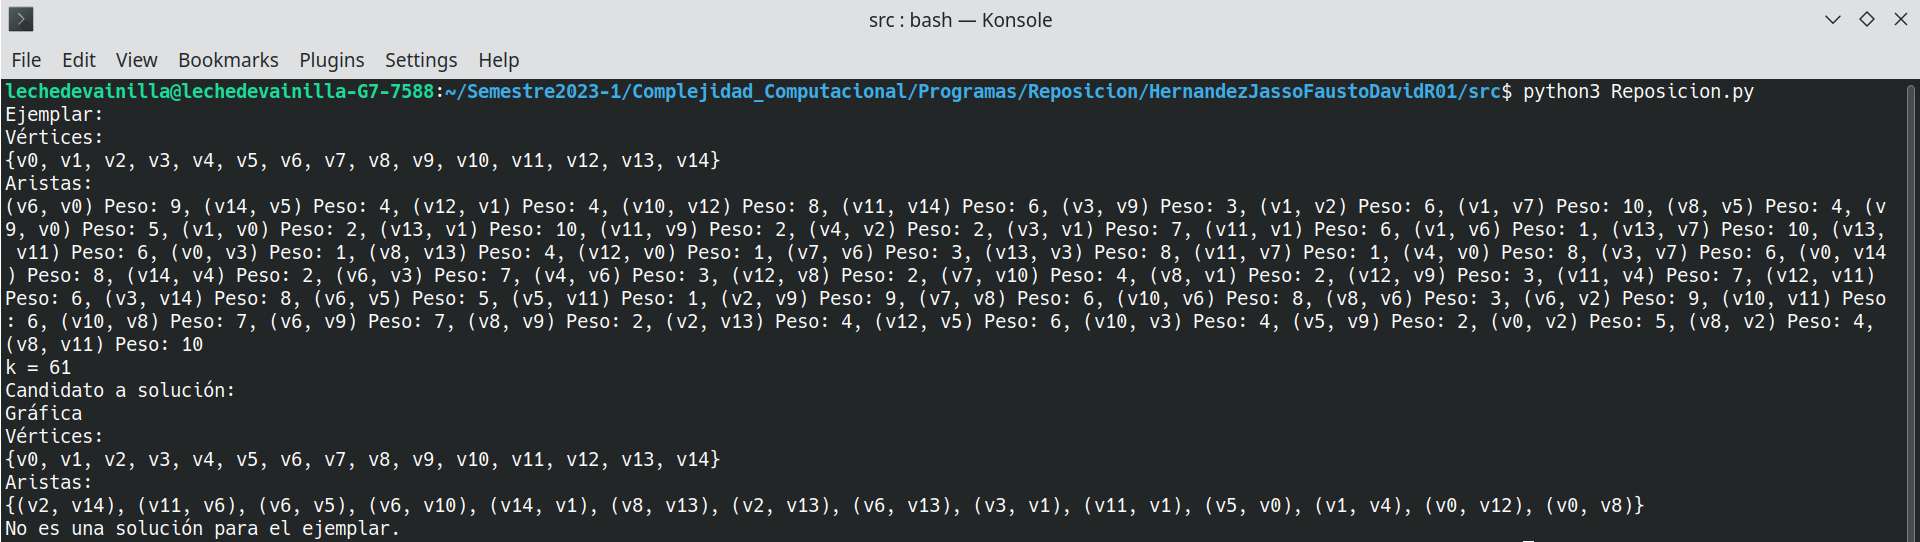 src : bash — Konsole
File Edit View Bookmarks Plugins Settings Help
lechedevainilla@lechedevainilla-G7-7588:~/Semestre2023-1/Complejidad_Computacional/Programas/Reposicion/HernandezJassoFaustoDavidR01/src$ python3 Reposicion.py
Ejemplar:
Vértices:
{v0, v1, v2, v3, v4, v5, v6, v7, v8, v9, v10, v11, v12, v13, v14}
Aristas:
(v6, v0) Peso: 9, (v14, v5) Peso: 4, (v12, v1) Peso: 4, (v10, v12) Peso: 8, (v11, v14) Peso: 6, (v3, v9) Peso: 3, (v1, v2) Peso: 6, (v1, v7) Peso: 10, (v8, v5) Peso: 4, (v
9, v0) Peso: 5, (v1, v0) Peso: 2, (v13, v1) Peso: 10, (v11, v9) Peso: 2, (v4, v2) Peso: 2, (v3, v1) Peso: 7, (v11, v1) Peso: 6, (v1, v6) Peso: 1, (v13, v7) Peso: 10, (v13,
 v11) Peso: 6, (v0, v3) Peso: 1, (v8, v13) Peso: 4, (v12, v0) Peso: 1, (v7, v6) Peso: 3, (v13, v3) Peso: 8, (v11, v7) Peso: 1, (v4, v0) Peso: 8, (v3, v7) Peso: 6, (v0, v14
) Peso: 8, (v14, v4) Peso: 2, (v6, v3) Peso: 7, (v4, v6) Peso: 3, (v12, v8) Peso: 2, (v7, v10) Peso: 4, (v8, v1) Peso: 2, (v12, v9) Peso: 3, (v11, v4) Peso: 7, (v12, v11)
Peso: 6, (v3, v14) Peso: 8, (v6, v5) Peso: 5, (v5, v11) Peso: 1, (v2, v9) Peso: 9, (v7, v8) Peso: 6, (v10, v6) Peso: 8, (v8, v6) Peso: 3, (v6, v2) Peso: 9, (v10, v11) Peso
: 6, (v10, v8) Peso: 7, (v6, v9) Peso: 7, (v8, v9) Peso: 2, (v2, v13) Peso: 4, (v12, v5) Peso: 6, (v10, v3) Peso: 4, (v5, v9) Peso: 2, (v0, v2) Peso: 5, (v8, v2) Peso: 4,
(v8, v11) Peso: 10
k = 61
Candidato a solución:
Gráfica
Vértices:
{v0, v1, v2, v3, v4, v5, v6, v7, v8, v9, v10, v11, v12, v13, v14}
Aristas:
{(v2, v14), (v11, v6), (v6, v5), (v6, v10), (v14, v1), (v8, v13), (v2, v13), (v6, v13), (v3, v1), (v11, v1), (v5, v0), (v1, v4), (v0, v12), (v0, v8)}
No es una solución para el ejemplar.